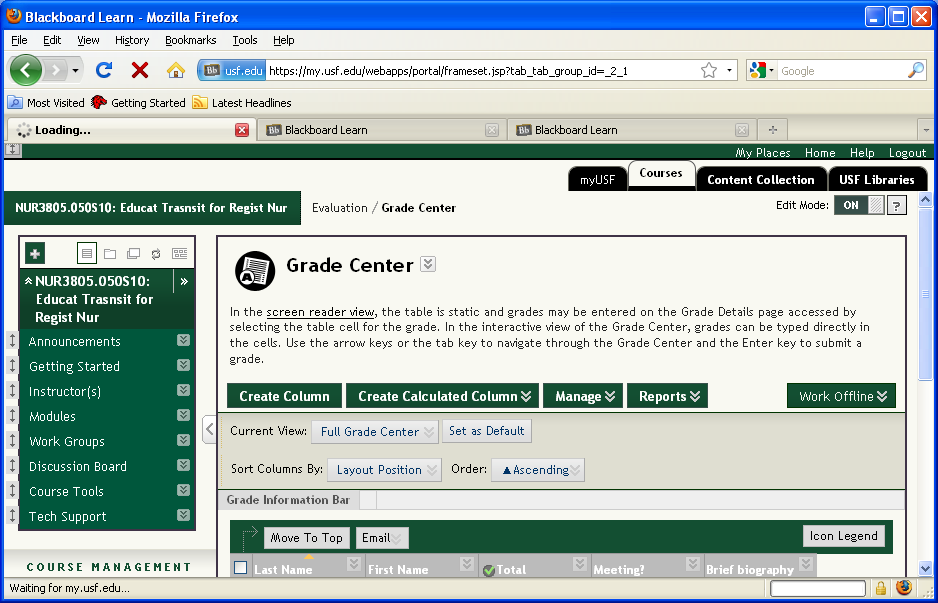 Blackboard Learn - Mozilla Firefox
File Edit View History Bookmarks Tools Help
Bb usf.edu https://my.usf.edu/webapps/portal/frameset.jsp?tab_tab_group_id=_2_1 Google
Most Visited Getting Started Latest Headlines
Loading... Bb Blackboard Learn Bb Blackboard Learn
My Places Home Help Logout
myUSF Courses Content Collection USF Libraries
NUR3805.050S10: Educat Trasnsit for Regist Nur Evaluation / Grade Center Edit Mode: ON ?
NUR3805.050S10:
Educat Trasnsit for
Regist Nur
Announcements
Getting Started
Instructor(s)
Modules
Work Groups
Discussion Board
Course Tools
Tech Support
COURSE MANAGEMENT
A Grade Center
In the screen reader view, the table is static and grades may be entered on the Grade Details page accessed by
selecting the table cell for the grade. In the interactive view of the Grade Center, grades can be typed directly in
the cells. Use the arrow keys or the tab key to navigate through the Grade Center and the Enter key to submit a
grade.
Create Column Create Calculated Column Manage Reports Work Offline
Current View: Full Grade Center Set as Default
Sort Columns By: Layout Position Order: Ascending
Grade Information Bar
Move To Top Email Icon Legend
Last Name First Name Total Meeting? Brief biography
Waiting for my.usf.edu...